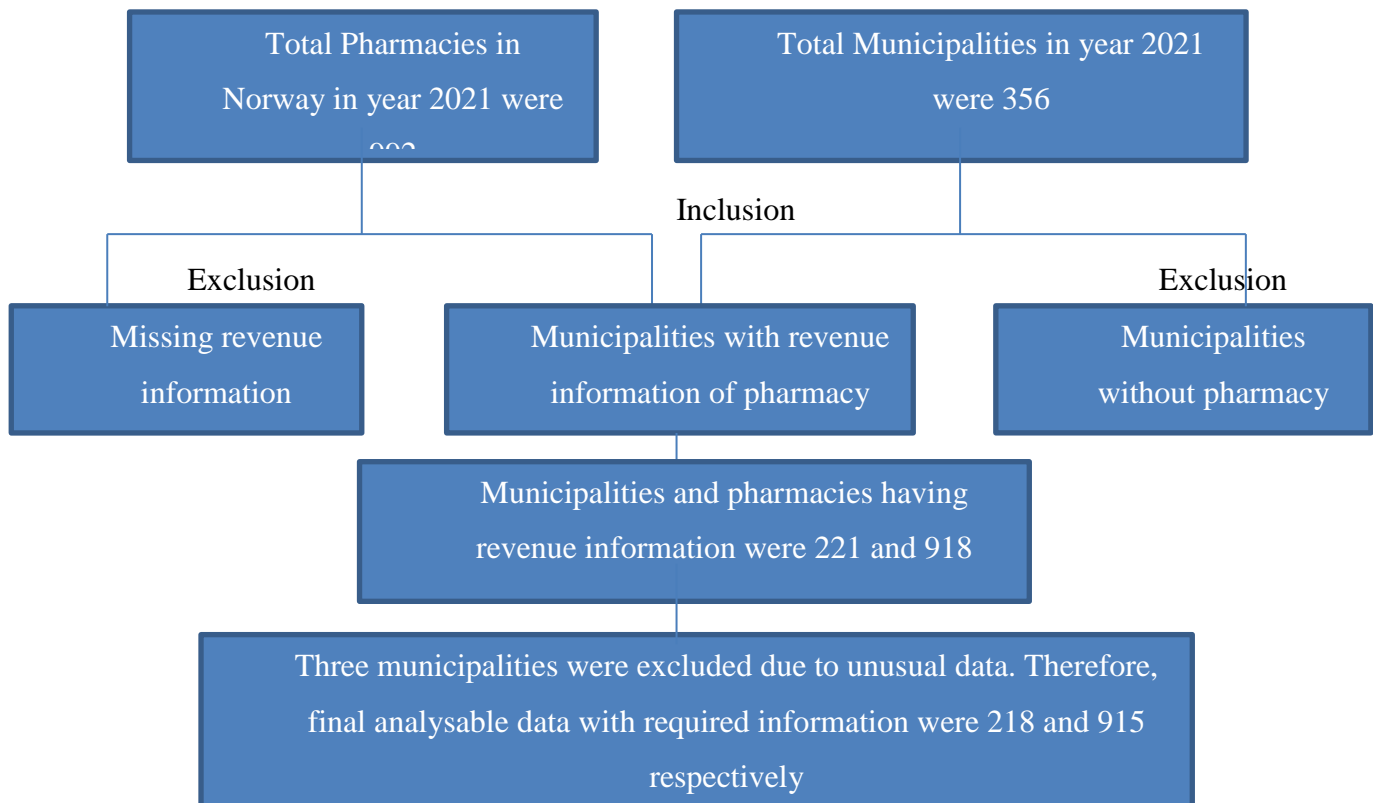 Total Pharmacies in
Norway in year 2021 were
Total Municipalities in year 2021
were 356
Inclusion
Exclusion
Exclusion
Missing revenue
information
Municipalities with revenue
information of pharmacy
Municipalities
without pharmacy
Municipalities and pharmacies having
revenue information were 221 and 918
Three municipalities were excluded due to unusual data. Therefore,
final analysable data with required information were 218 and 915
respectively